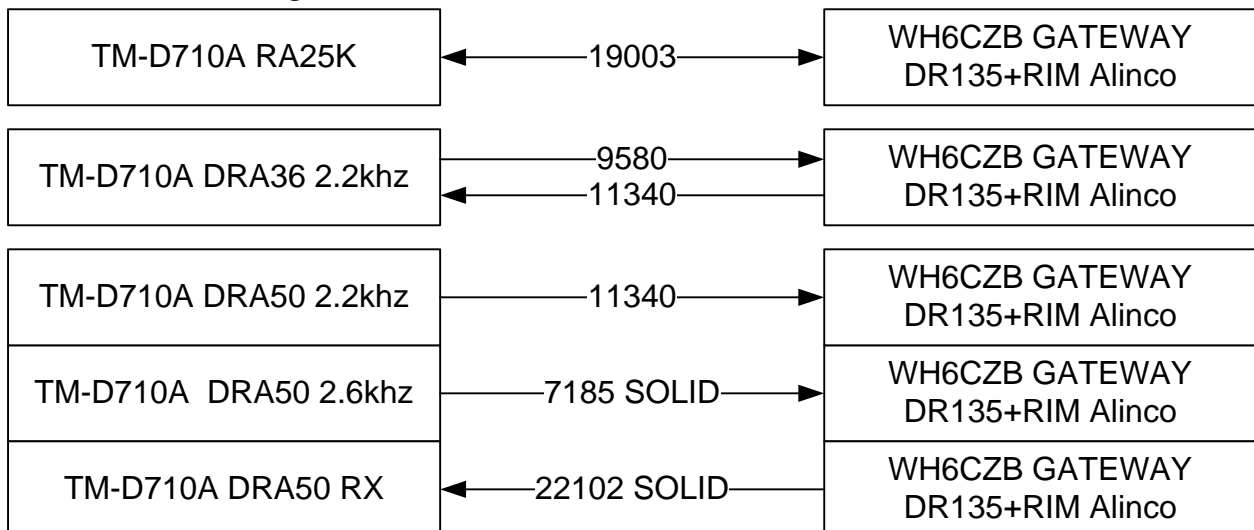 TM-D710A RA25K
19003
WH6CZB GATEWAY
DR135+RIM Alinco
TM-D710A DRA36 2.2khz
9580
11340
WH6CZB GATEWAY
DR135+RIM Alinco
TM-D710A DRA50 2.2khz
11340
WH6CZB GATEWAY
DR135+RIM Alinco
TM-D710A DRA50 2.6khz
7185 SOLID
WH6CZB GATEWAY
DR135+RIM Alinco
TM-D710A DRA50 RX
22102 SOLID
WH6CZB GATEWAY
DR135+RIM Alinco